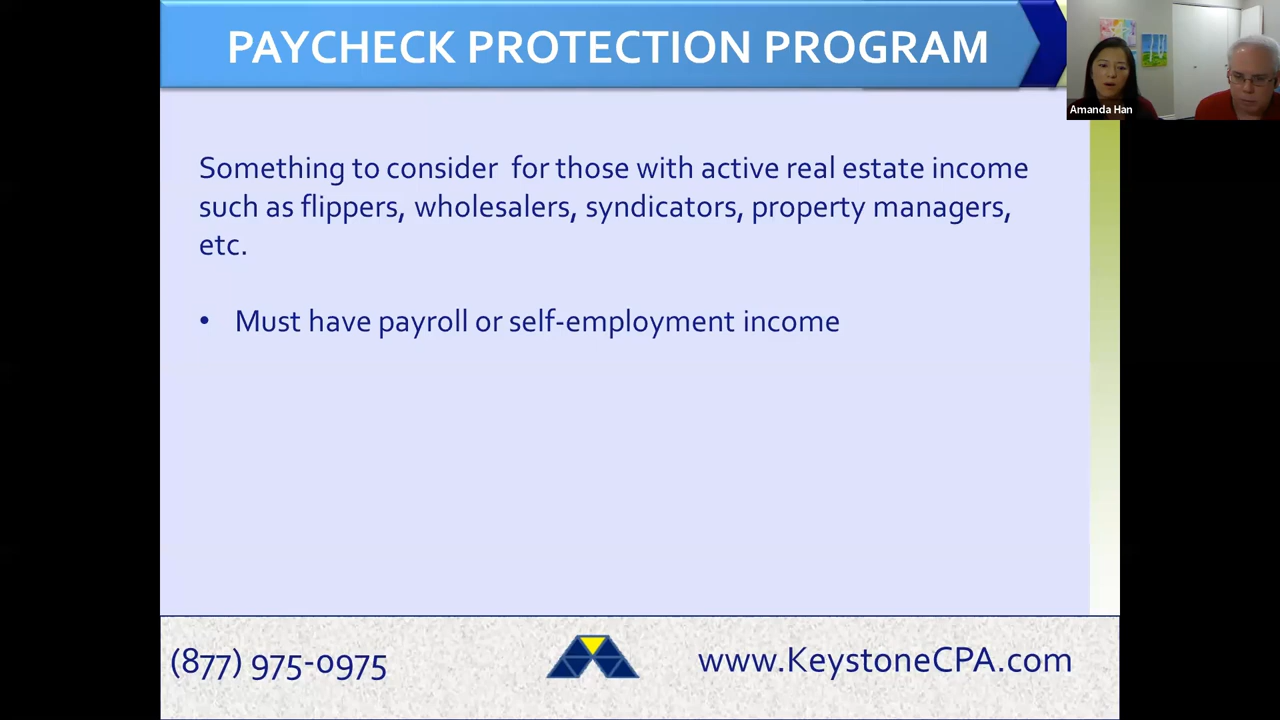 PAYCHECK PROTECTION PROGRAM
Amanda Han
Something to consider for those with active real estate income
such as flippers, wholesalers, syndicators, property managers,
etc.
• Must have payroll or self-employment income
(877) 975-0975
www.KeystoneCPA.com